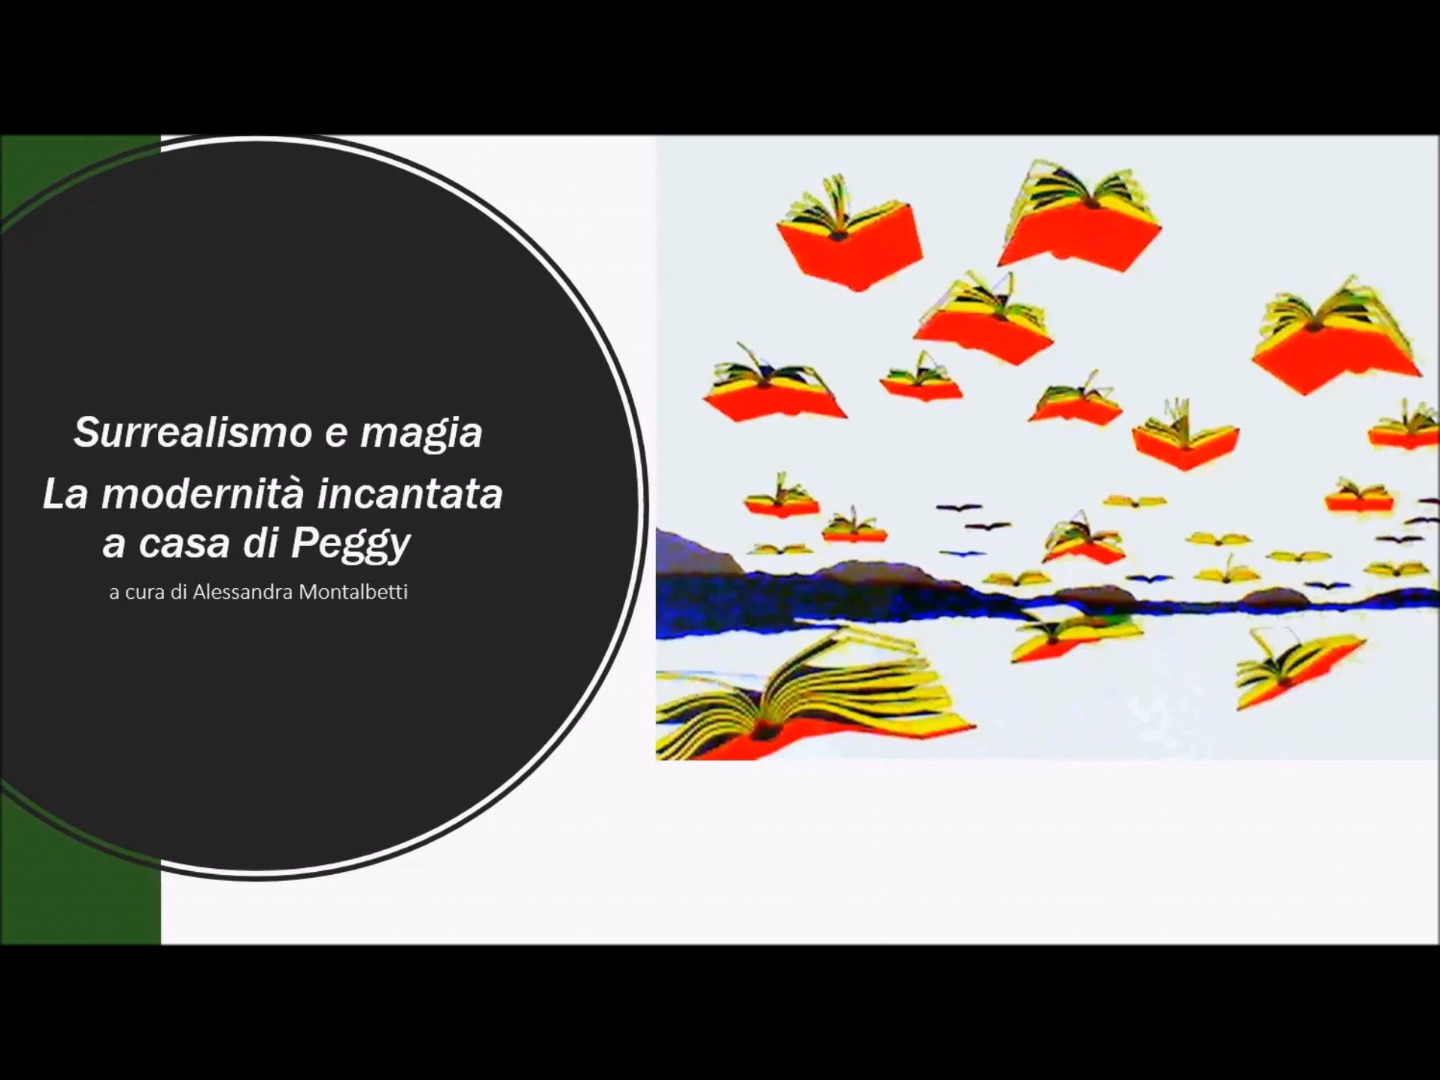 Surrealismo e magia
La modernità incantata
a casa di Peggy
a cura di Alessandra Montalbetti